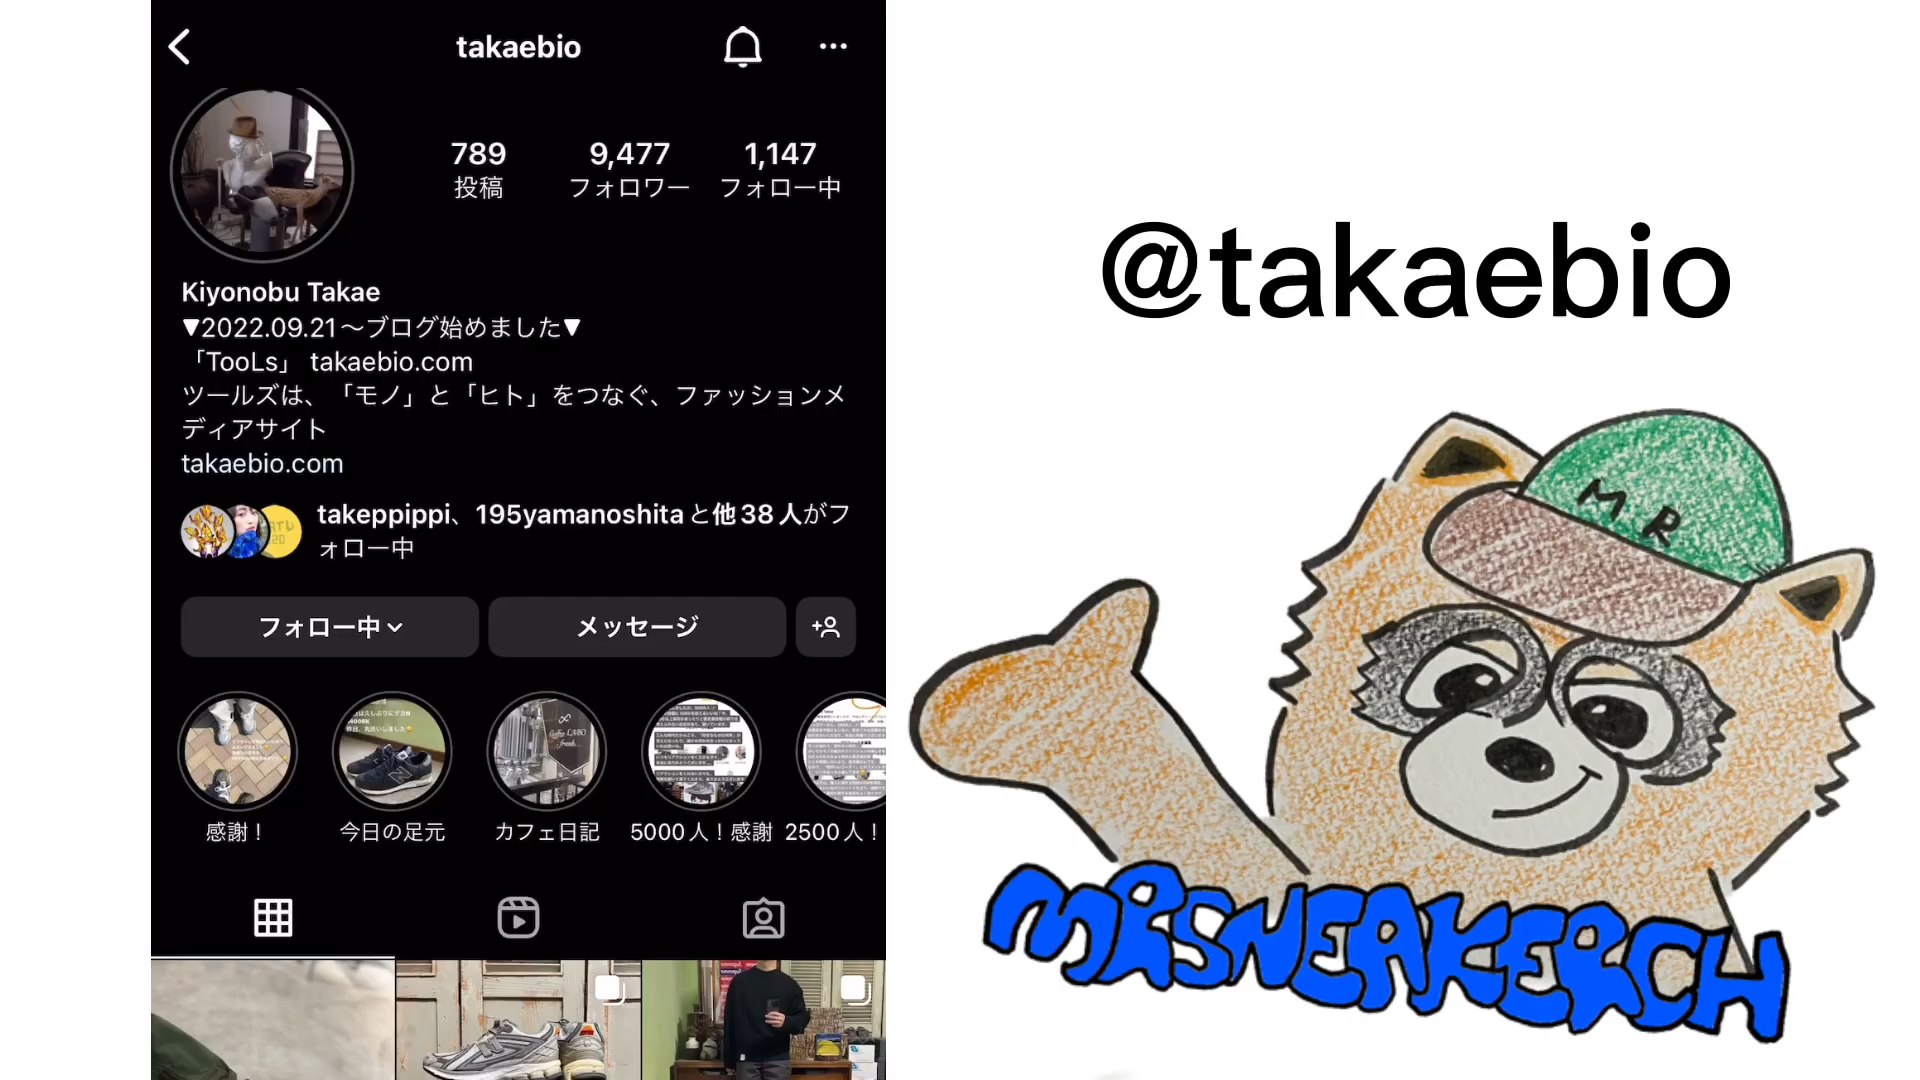 takaebio
789
投稿
9,477
フォロワー
1,147
フォロー中
Kiyonobu Takae
▼2022.09.21〜ブログ始めました▼
「TooLs」 takaebio.com
ツールズは、「モノ」と「ヒト」をつなぐ、ファッションメ
ディアサイト
takaebio.com
takeppippi、195yamanoshitaと他38人がフ
ォロー中
フォロー中
メッセージ
感謝！
今日の足元
カフェ日記
5000人！感謝
2500人！
@takaebio
MR
MRSNEAKERCH